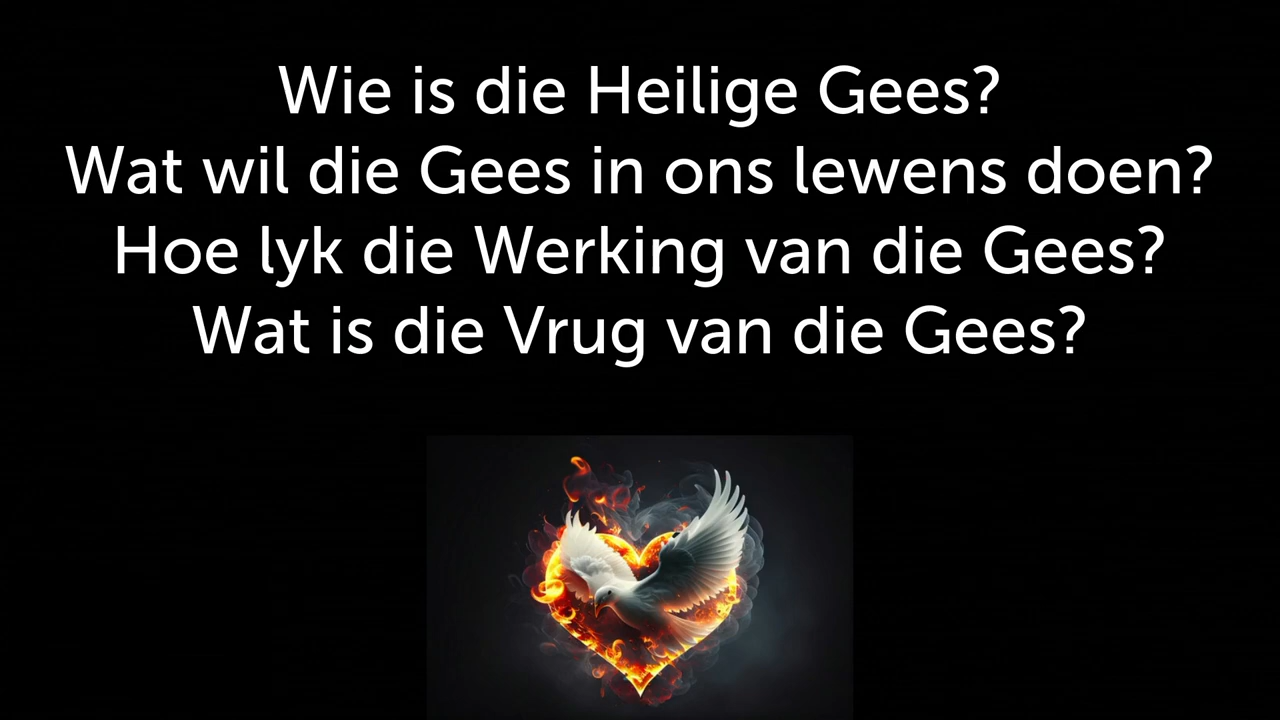 Wie is die Heilige Gees?
Wat wil die Gees in ons lewens doen?
Hoe lyk die Werking van die Gees?
Wat is die Vrug van die Gees?